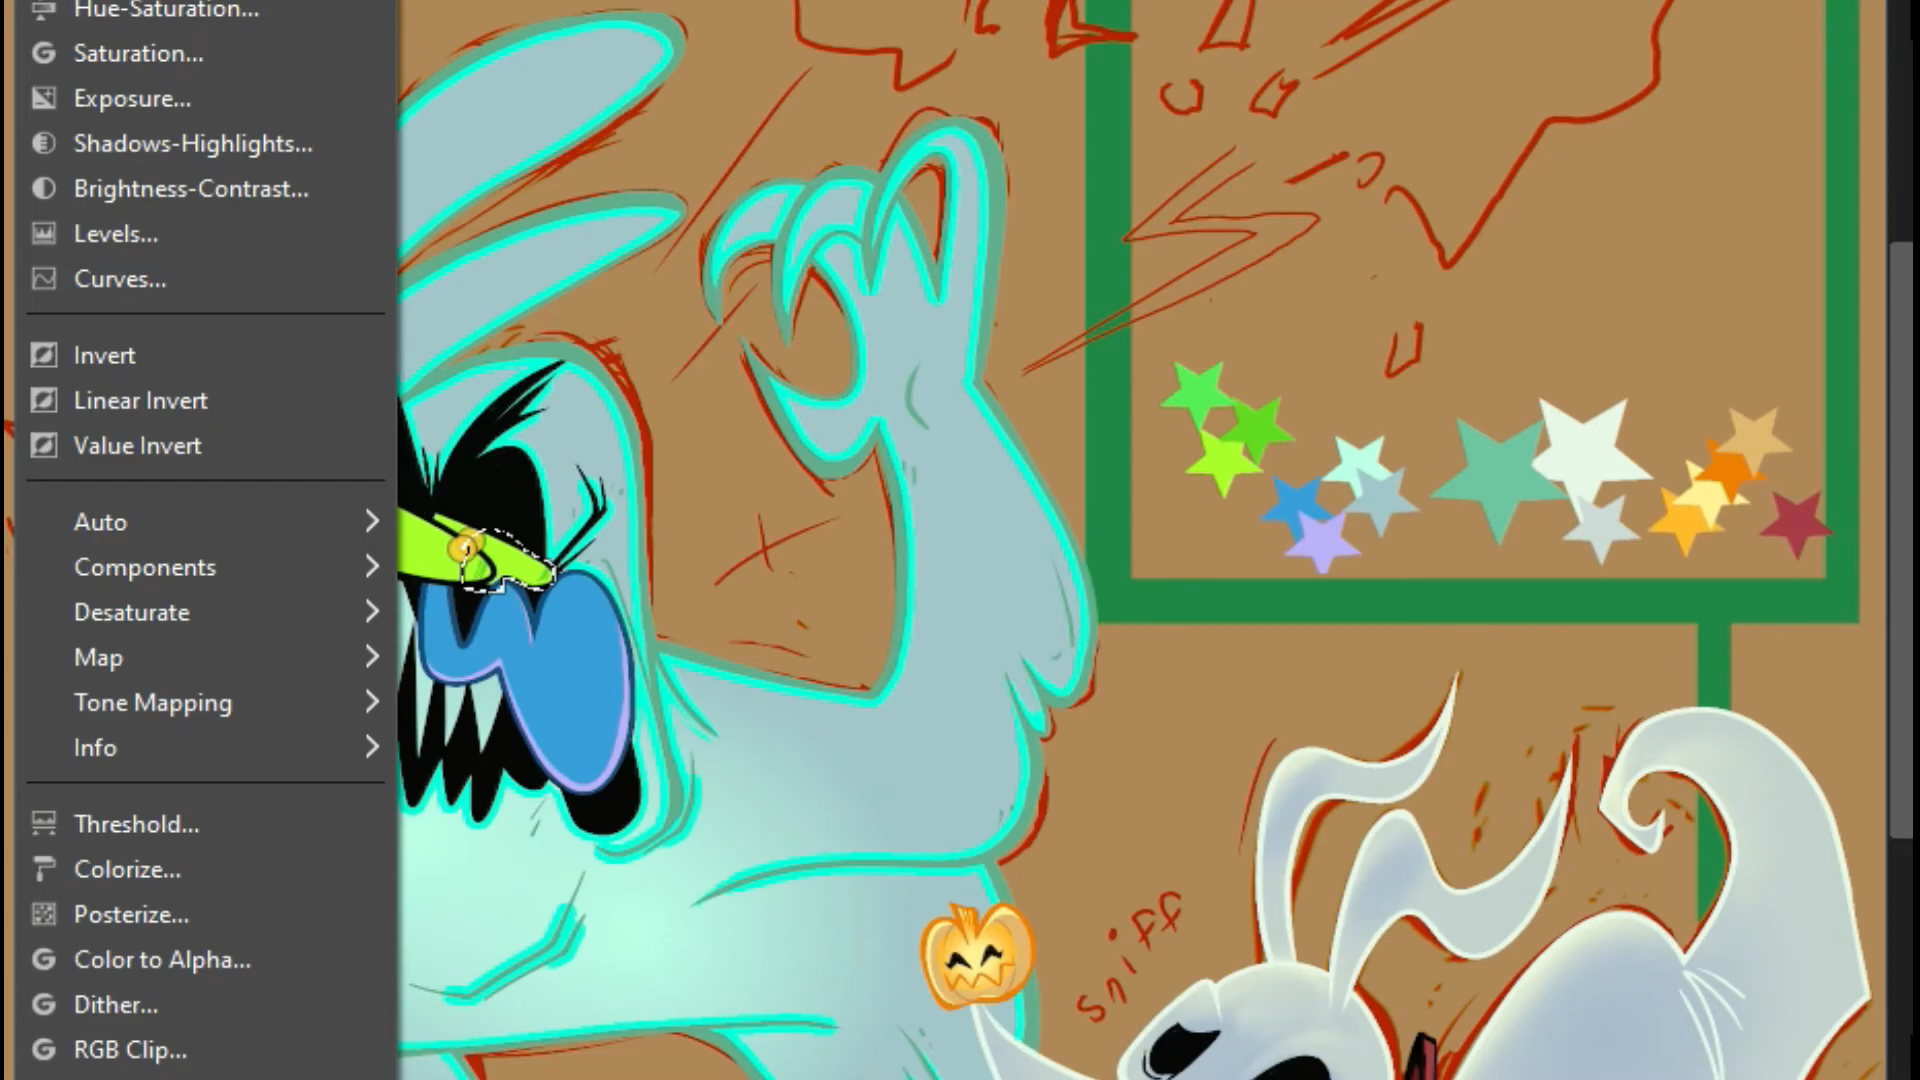 Hue-Saturation...
Saturation...
Exposure...
Shadows-Highlights...
Brightness-Contrast...
Levels...
Curves...
Invert
Linear Invert
Value Invert
Auto
Components
Desaturate
Map
Tone Mapping
Info
Threshold...
Colorize...
Posterize...
Color to Alpha...
Dither...
RGB Clip...
sniff